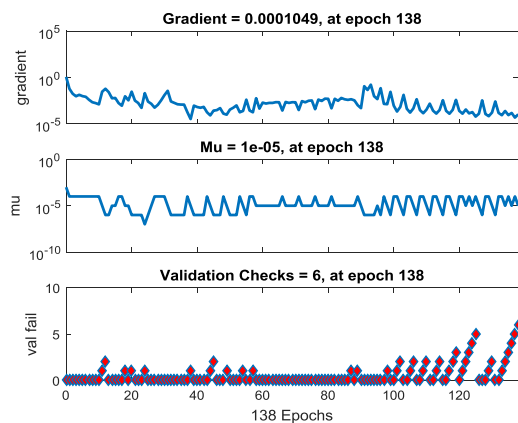 Gradient = 0.0001049, at epoch 138
10^5
10^0
10^-5
gradient
Mu = 1e-05, at epoch 138
10^0
10^-5
10^-10
mu
Validation Checks = 6, at epoch 138
10
5
0
val fail
0 20 40 60 80 100 120
138 Epochs